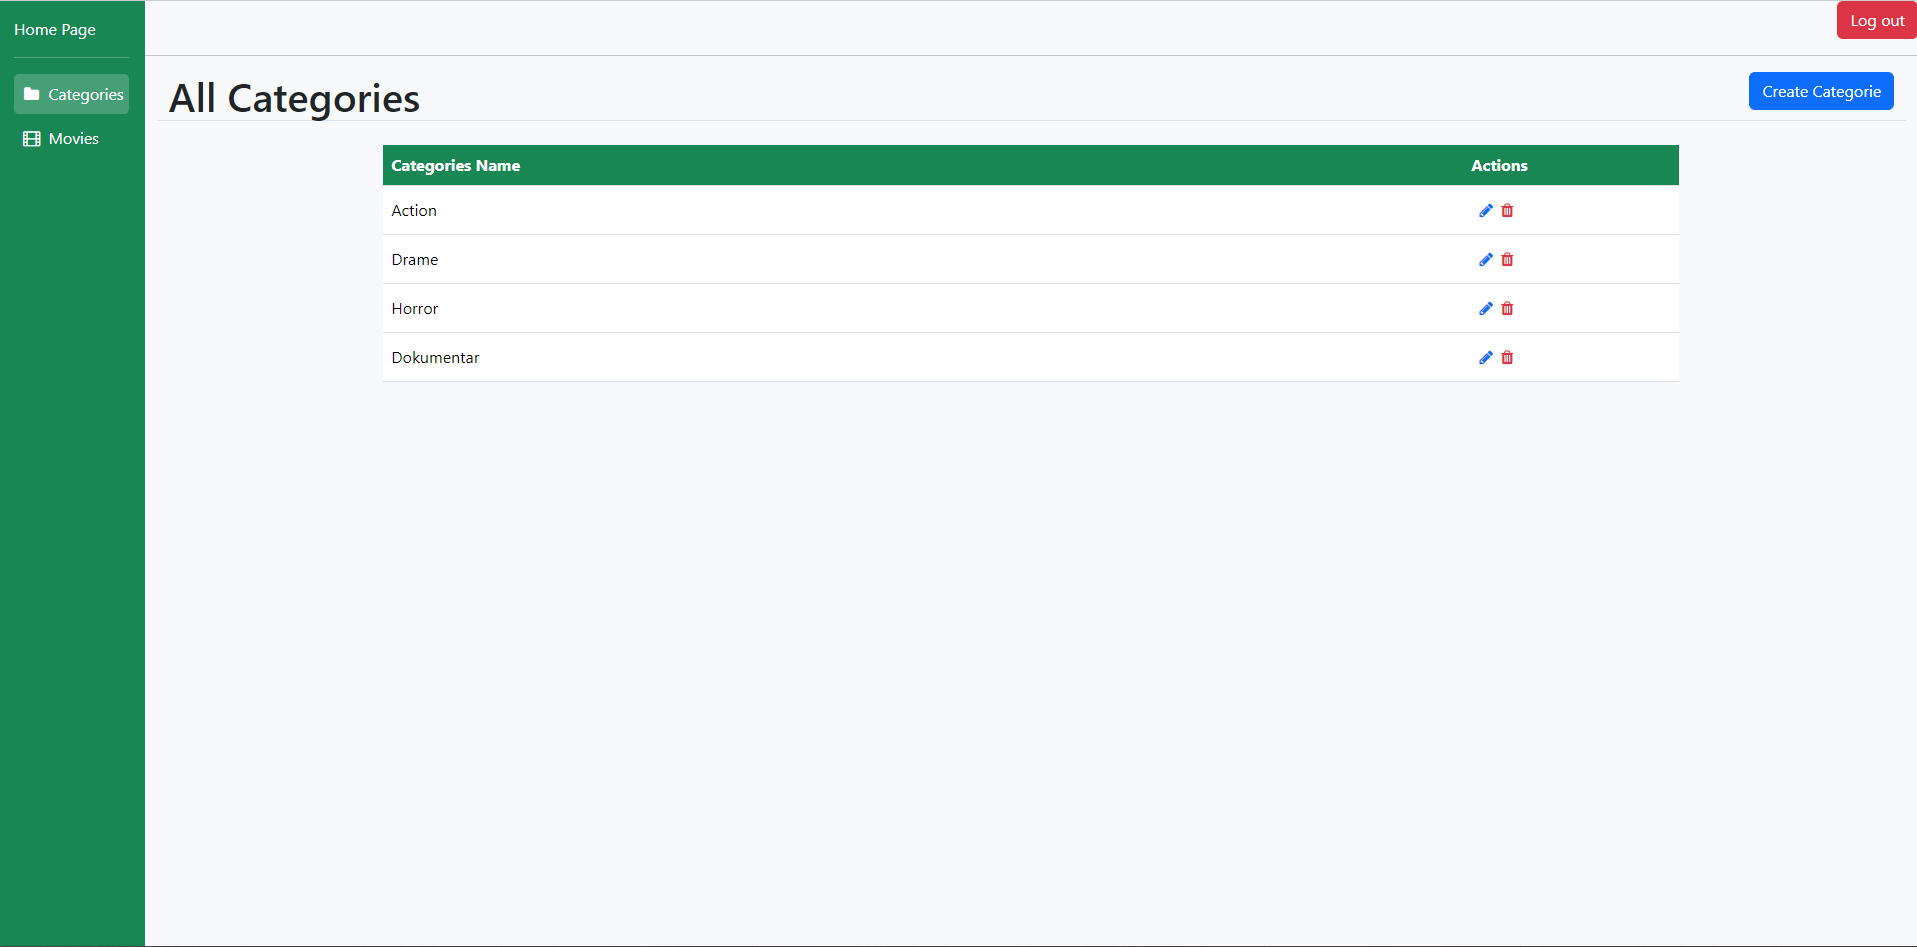 Home Page
Log out
Categories
Movies
All Categories
Create Categorie
Categories Name Actions
Action
Drame
Horror
Dokumentar